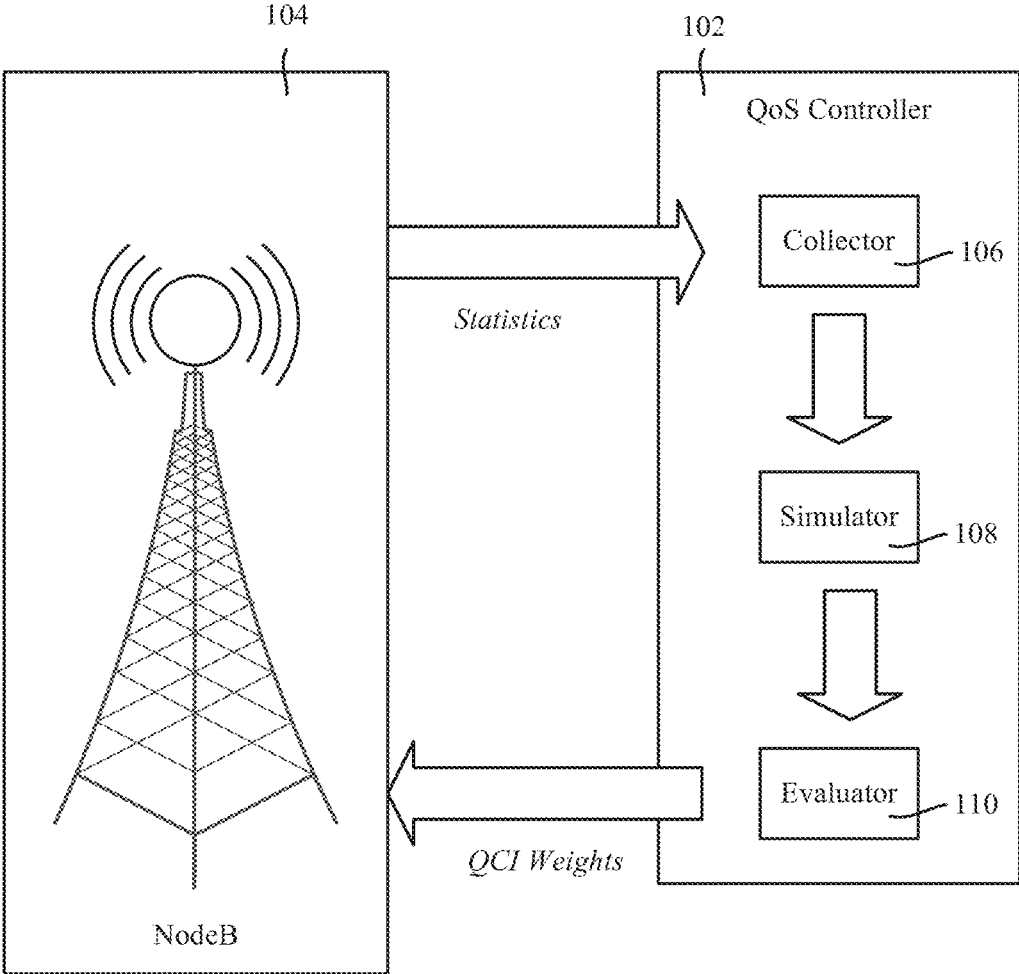 104
102
QoS Controller
Collector
106
Statistics
Simulator
108
Evaluator
110
QCI Weights
NodeB